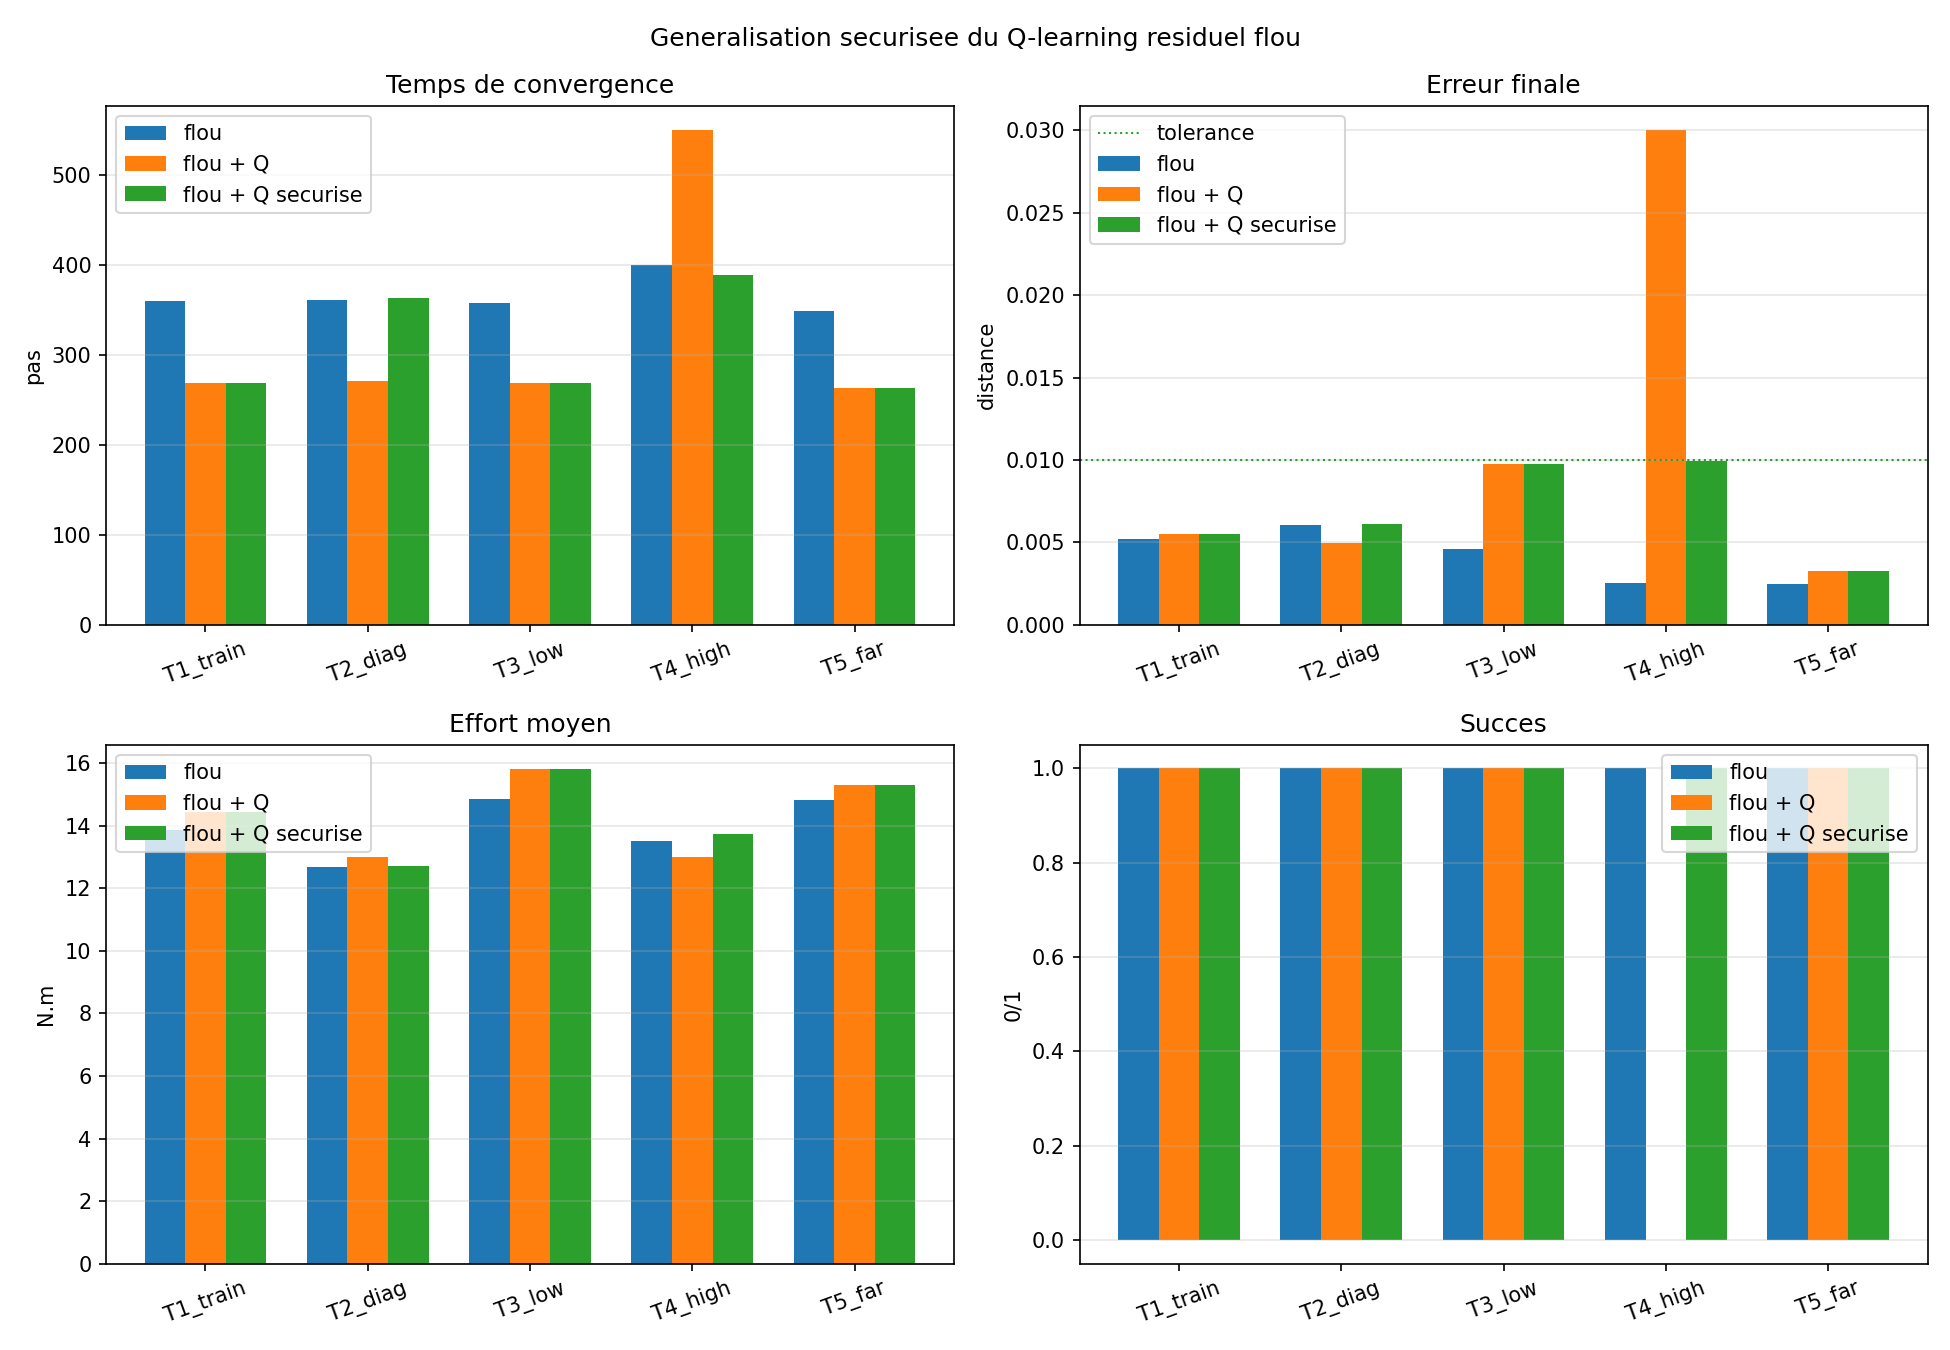 Generalisation securisee du Q-learning residuel flou
Temps de convergence
flou
flou + Q
flou + Q securise
500
400
300
200
100
0
pas
T1_train
T2_diag
T3_low
T4_high
T5_far
Erreur finale
tolerance
flou
flou + Q
flou + Q securise
0.030
0.025
0.020
0.015
0.010
0.005
0.000
distance
T1_train
T2_diag
T3_low
T4_high
T5_far
Effort moyen
flou
flou + Q
flou + Q securise
16
14
12
10
8
6
4
2
0
N.m
T1_train
T2_diag
T3_low
T4_high
T5_far
Succes
flou
flou + Q
flou + Q securise
1.0
0.8
0.6
0.4
0.2
0.0
0/1
T1_train
T2_diag
T3_low
T4_high
T5_far